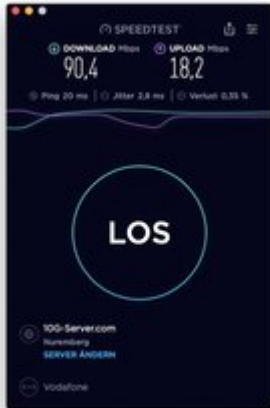 SPEEDTEST
DOWNLOAD Mbps UPLOAD Mbps
90,4 18,2
Ping 20 ms Jitter 2,8 ms Verlust 0,35 %
LOS
10G-Server.com
Nuremberg
SERVER ÄNDERN
Vodafone